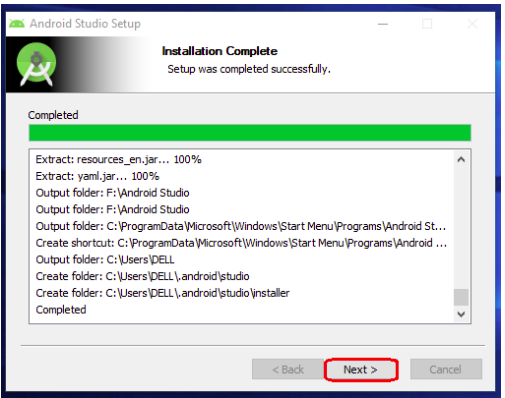 Android Studio Setup
Installation Complete
Setup was completed successfully.
Completed
Extract: resources_en.jar... 100%
Extract: yaml.jar... 100%
Output folder: F:\Android Studio
Output folder: F:\Android Studio
Output folder: C:\ProgramData\Microsoft\Windows\Start Menu\Programs\Android St...
Create shortcut: C:\ProgramData\Microsoft\Windows\Start Menu\Programs\Android ...
Output folder: C:\Users\DELL
Create folder: C:\Users\DELL\.android\studio
Create folder: C:\Users\DELL\.android\studio\installer
Completed
< Back Next > Cancel